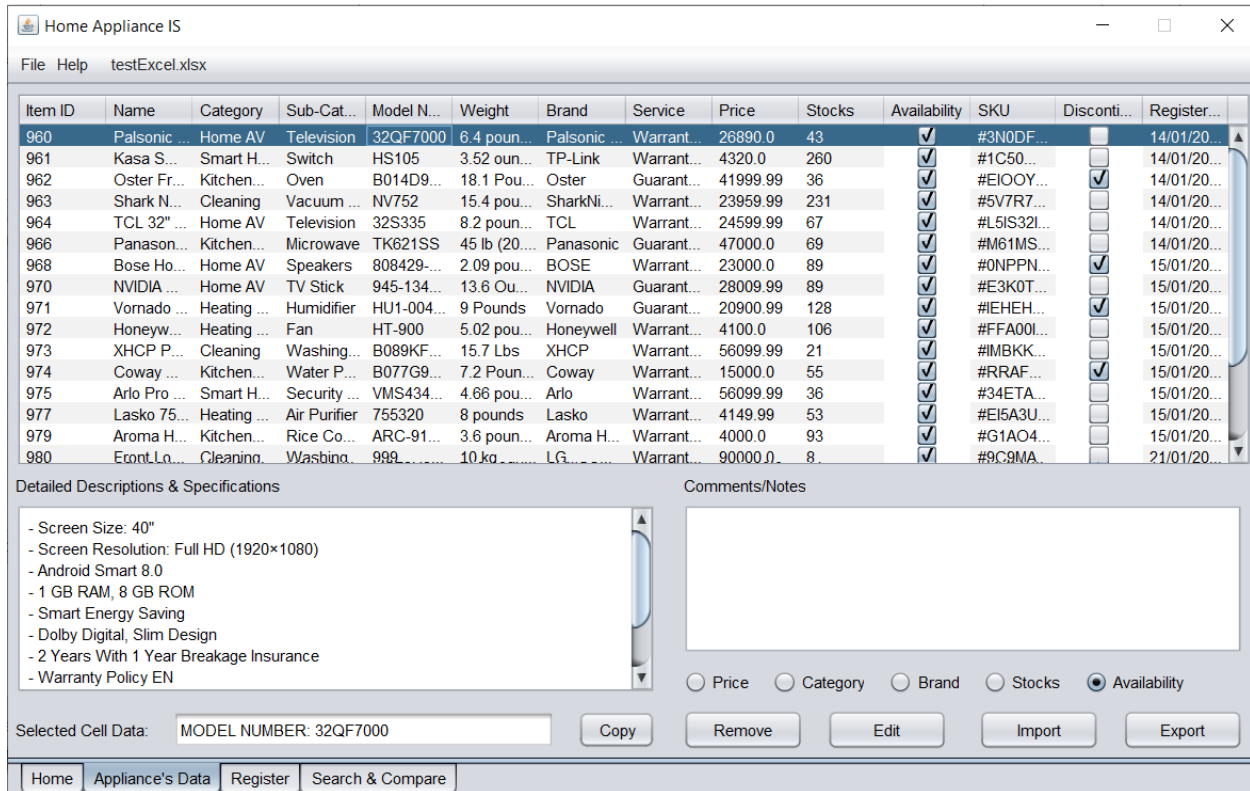 Home Appliance IS
File Help testExcel.xlsx
Item ID Name Category Sub-Cat... Model N... Weight Brand Service Price Stocks Availability SKU Disconti... Register...
960 Palsonic ... Home AV Television 32QF7000 6.4 poun... Palsonic ... Warrant... 26890.0 43 #3N0DF... 14/01/20...
961 Kasa S... Smart H... Switch HS105 3.52 oun... TP-Link Warrant... 4320.0 260 #1C50... 14/01/20...
962 Oster Fr... Kitchen... Oven B014D9... 18.1 Pou... Oster Guarant... 41999.99 36 #EIOOY... 14/01/20...
963 Shark N... Cleaning Vacuum ... NV752 15.4 pou... SharkNi... Warrant... 23959.99 231 #5V7R7... 14/01/20...
964 TCL 32" ... Home AV Television 32S335 8.2 poun... TCL Warrant... 24599.99 67 #L5IS32I... 14/01/20...
966 Panason... Kitchen... Microwave TK621SS 45 lb (20.... Panasonic Guarant... 47000.0 69 #M61MS... 14/01/20...
968 Bose Ho... Home AV Speakers 808429-... 2.09 pou... BOSE Warrant... 23000.0 89 #0NPPN... 15/01/20...
970 NVIDIA ... Home AV TV Stick 945-134... 13.6 Ou... NVIDIA Guarant... 28009.99 89 #E3K0T... 15/01/20...
971 Vornado ... Heating ... Humidifier HU1-004... 9 Pounds Vornado Guarant... 20900.99 128 #IEHEH... 15/01/20...
972 Honeyw... Heating ... Fan HT-900 5.02 pou... Honeywell Warrant... 4100.0 106 #FFA00I... 15/01/20...
973 XHCP P... Cleaning Washing... B089KF... 15.7 Lbs XHCP Warrant... 56099.99 21 #IMBKK... 15/01/20...
974 Coway ... Kitchen... Water P... B077G9... 7.2 Poun... Coway Warrant... 15000.0 55 #RRAF... 15/01/20...
975 Arlo Pro ... Smart H... Security ... VMS434... 4.66 pou... Arlo Warrant... 56099.99 36 #34ETA... 15/01/20...
977 Lasko 75... Heating ... Air Purifier 755320 8 pounds Lasko Warrant... 4149.99 53 #EI5A3U... 15/01/20...
979 Aroma H... Kitchen... Rice Co... ARC-91... 3.6 poun... Aroma H... Warrant... 4000.0 93 #G1AO4... 15/01/20...
980 Front Lo... Cleaning Washing... 999 10 kg LG Warrant... 90000.0 8 #9C9MA... 21/01/20...
Detailed Descriptions & Specifications Comments/Notes
- Screen Size: 40"
- Screen Resolution: Full HD (1920×1080)
- Android Smart 8.0
- 1 GB RAM, 8 GB ROM
- Smart Energy Saving
- Dolby Digital, Slim Design
- 2 Years With 1 Year Breakage Insurance
- Warranty Policy EN
Price Category Brand Stocks Availability
Selected Cell Data: MODEL NUMBER: 32QF7000 Copy Remove Edit Import Export
Home Appliance's Data Register Search & Compare